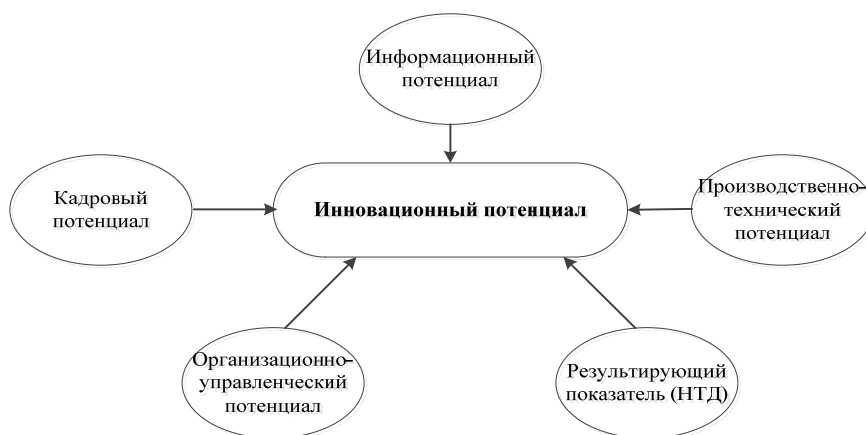 Информационный
потенциал
Кадровый
потенциал
Инновационный потенциал
Производственно-
технический
потенциал
Организационно-
управленческий
потенциал
Результирующий
показатель (НТД)